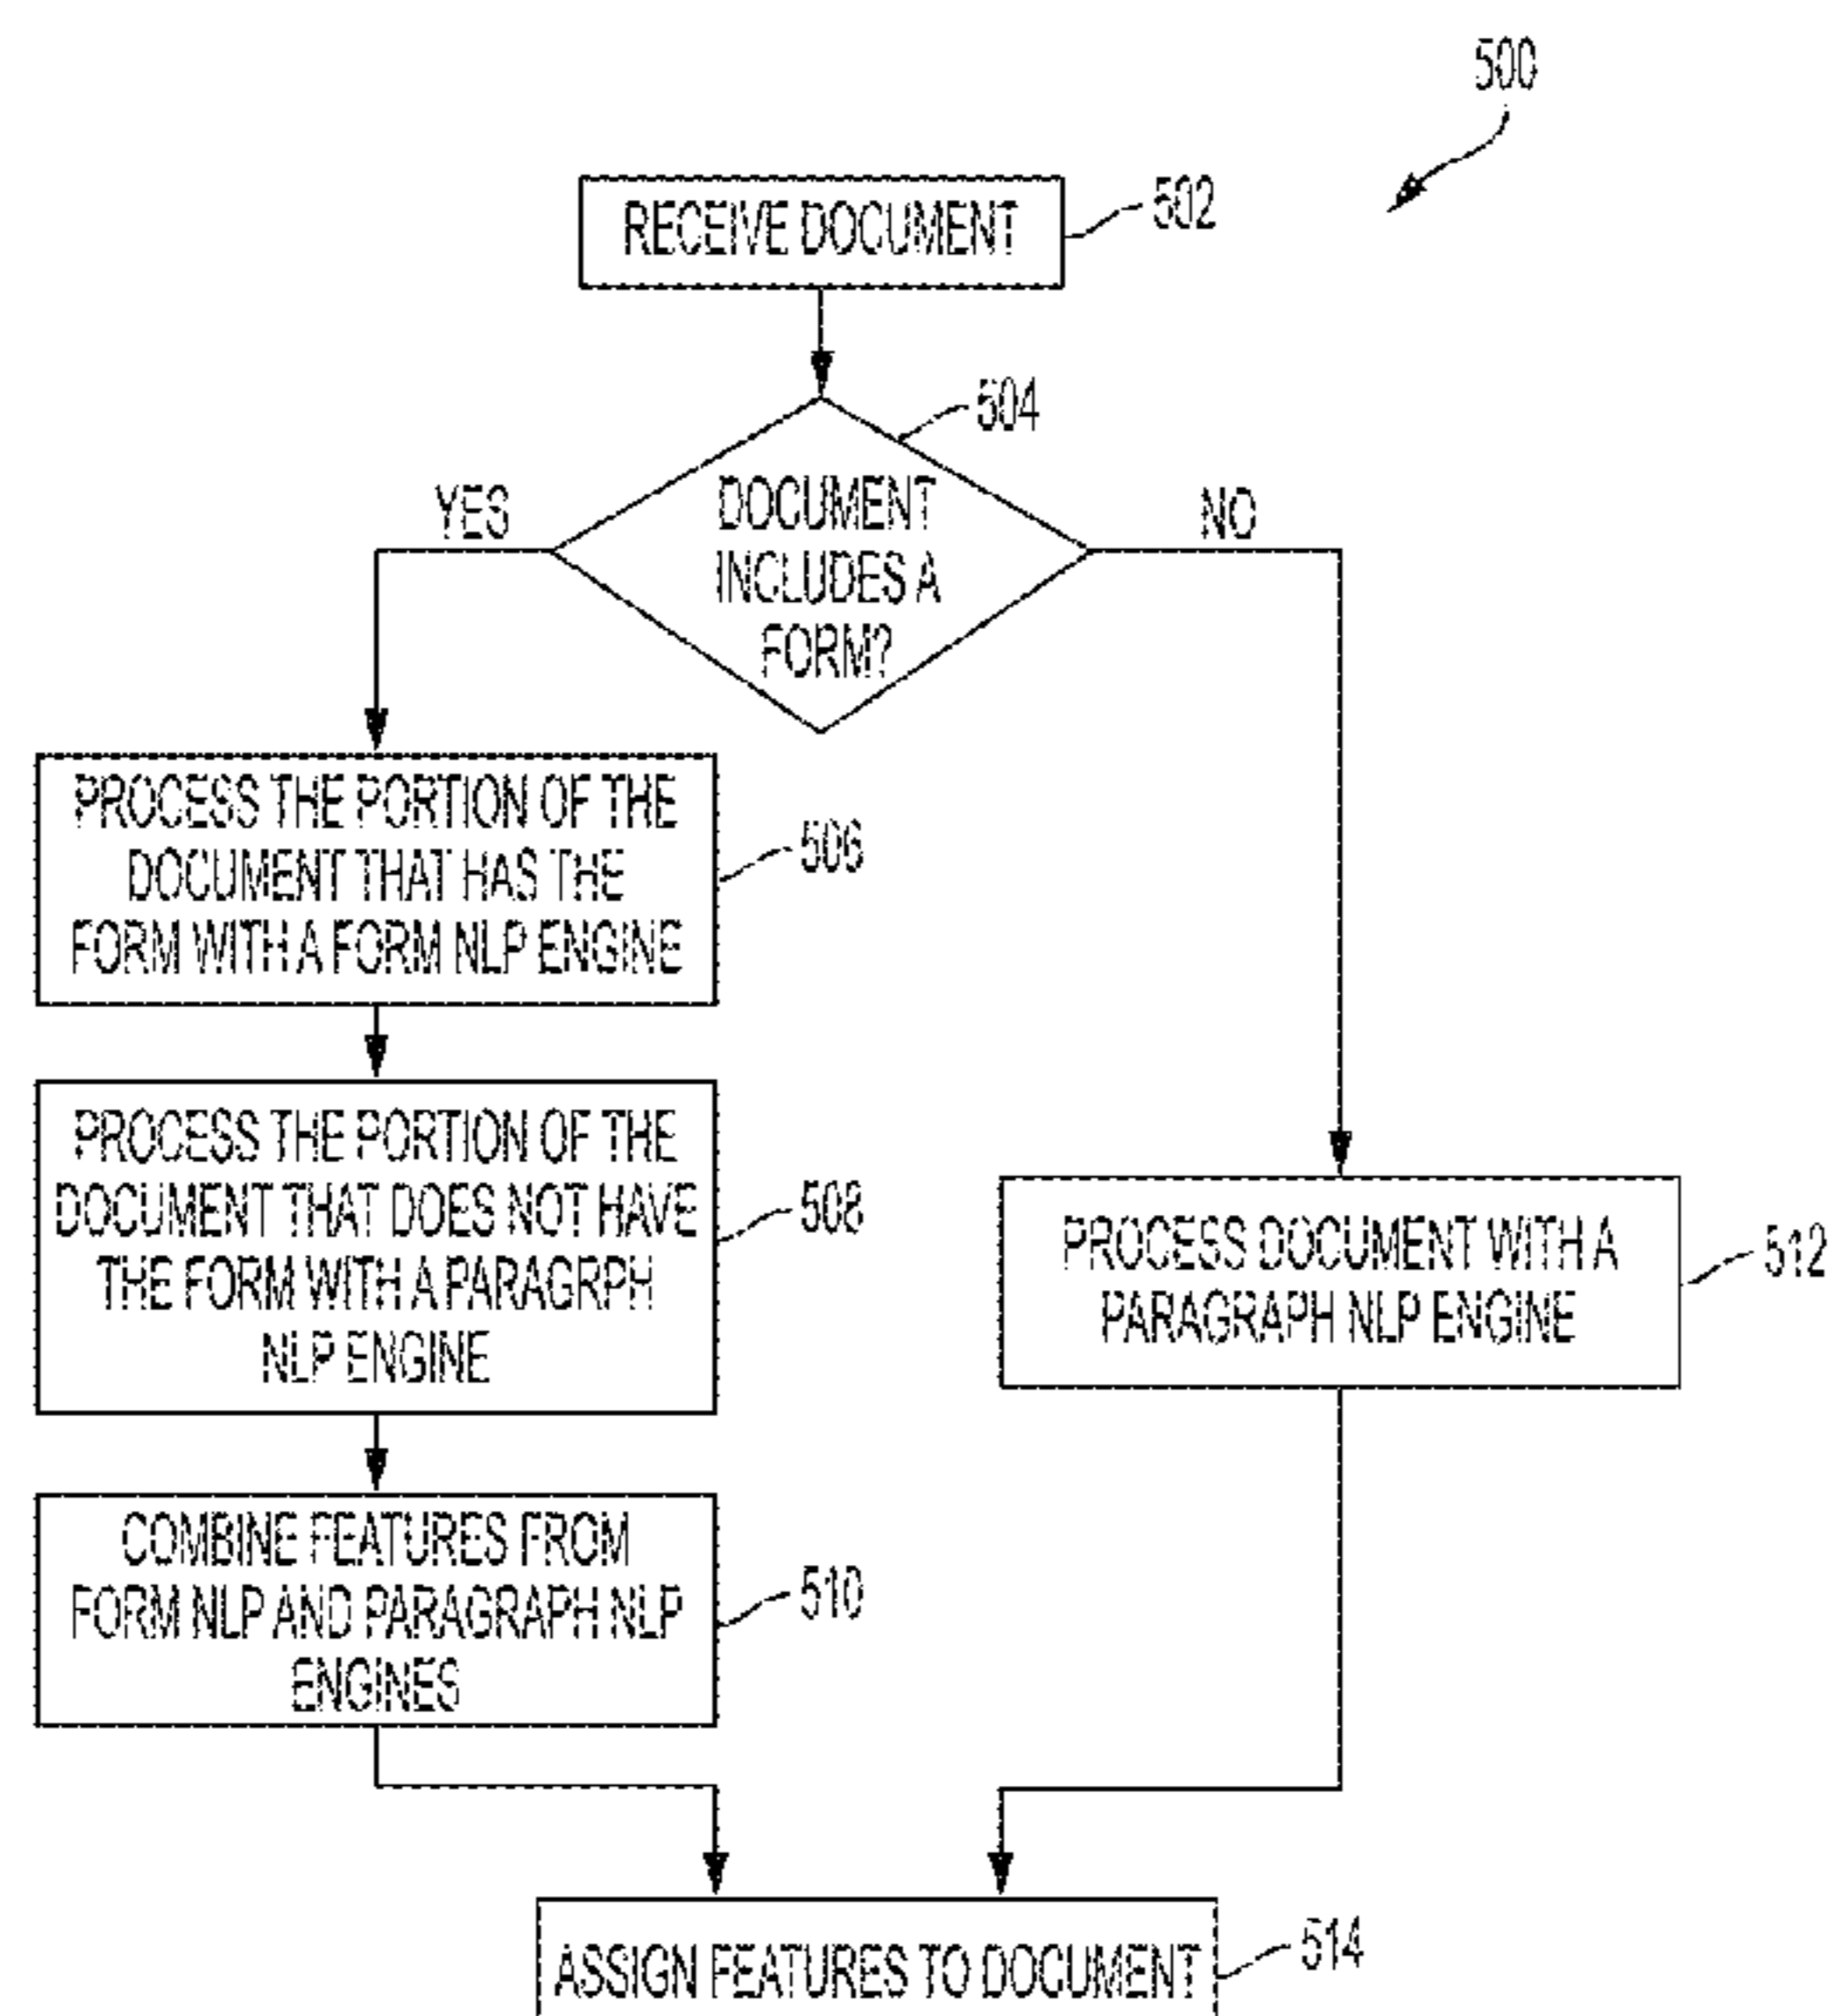 500
RECEIVE DOCUMENT
502
504
YES
NO
DOCUMENT
INCLUDES A
FORM?
PROCESS THE PORTION OF THE
DOCUMENT THAT HAS THE
FORM WITH A FORM NLP ENGINE
506
PROCESS THE PORTION OF THE
DOCUMENT THAT DOES NOT HAVE
THE FORM WITH A PARAGRPH
NLP ENGINE
508
PROCESS DOCUMENT WITH A
PARAGRAPH NLP ENGINE
512
COMBINE FEATURES FROM
FORM NLP AND PARAGRAPH NLP
ENGINES
510
ASSIGN FEATURES TO DOCUMENT
514